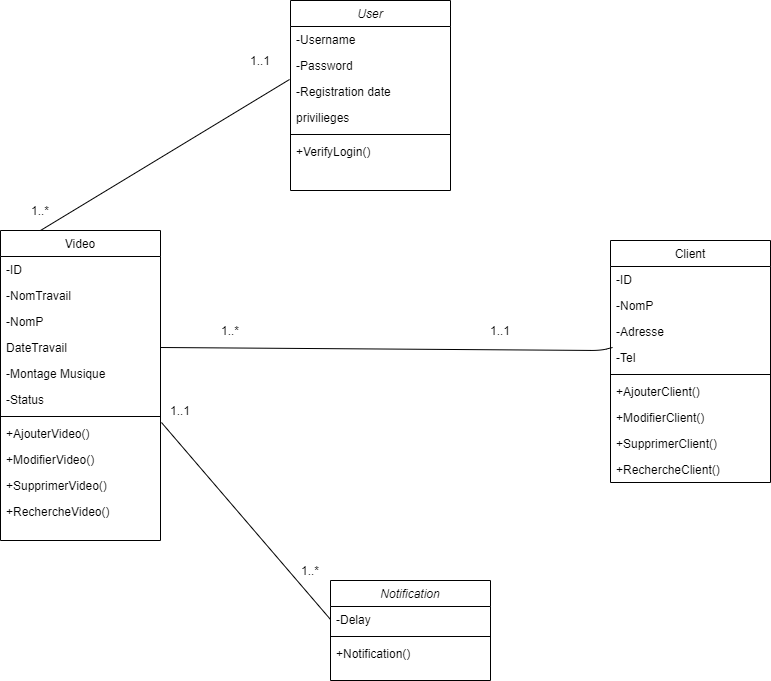 User
-Username
-Password
-Registration date
privilieges
+VerifyLogin()
1..1
1..*
Video
-ID
-NomTravail
-NomP
DateTravail
-Montage Musique
-Status
+AjouterVideo()
+ModifierVideo()
+SupprimerVideo()
+RechercheVideo()
1..*
1..1
Client
-ID
-NomP
-Adresse
-Tel
+AjouterClient()
+ModifierClient()
+SupprimerClient()
+RechercheClient()
1..1
1..*
Notification
-Delay
+Notification()